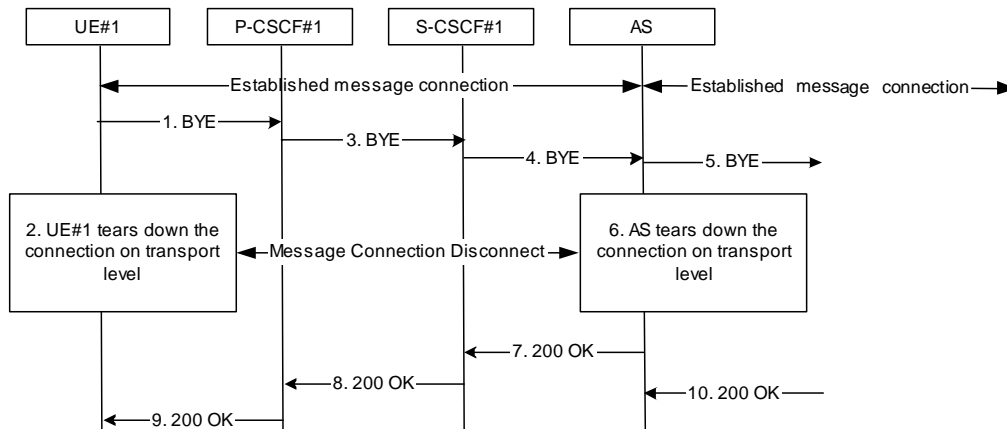 UE#1
P-CSCF#1
S-CSCF#1
AS
Established message connection
Established message connection
1. BYE
3. BYE
4. BYE
5. BYE
2. UE#1 tears down the
connection on transport
level
Message Connection Disconnect
6. AS tears down the
connection on transport
level
7. 200 OK
8. 200 OK
10. 200 OK
9. 200 OK